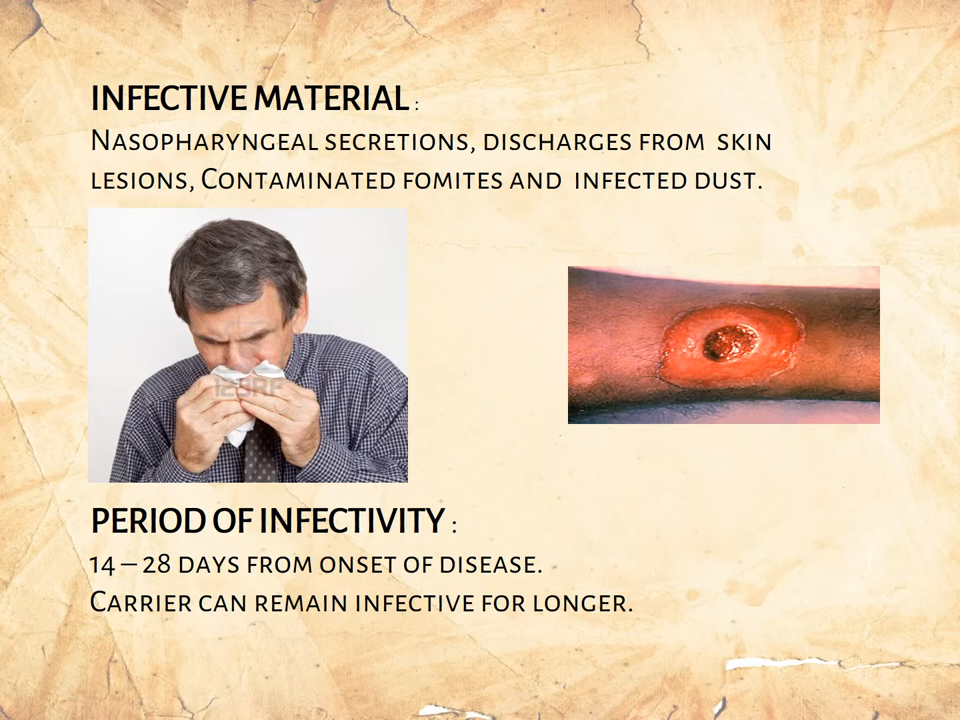 INFECTIVE MATERIAL :
NASOPHARYNGEAL SECRETIONS, DISCHARGES FROM SKIN
LESIONS, CONTAMINATED FOMITES AND INFECTED DUST.
123RF
PERIOD OF INFECTIVITY :
14 – 28 DAYS FROM ONSET OF DISEASE.
CARRIER CAN REMAIN INFECTIVE FOR LONGER.